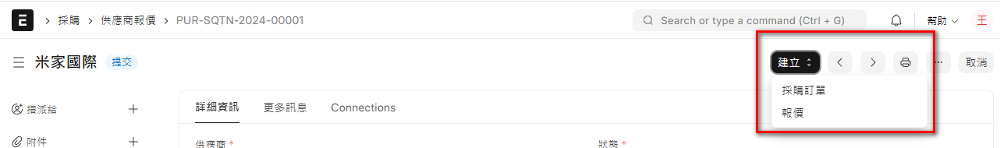 E 採購 供應商報價 PUR-SQTN-2024-00001 Search or type a command (Ctrl + G) 幫助 王
米家國際 提交 建立 取消
採購訂單
詳細資訊 更多訊息 Connections
指派給
報價
附件
供應商 * 狀態 *